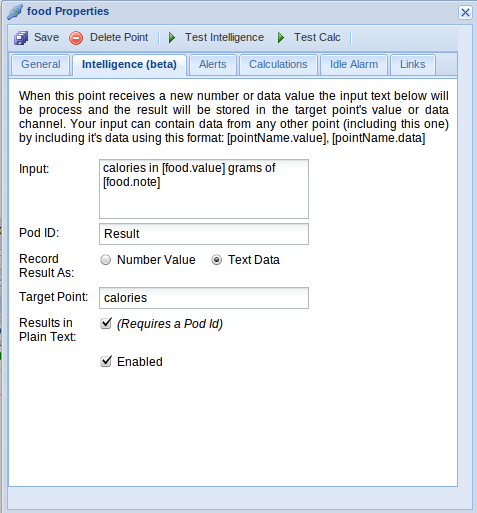 food Properties
Save Delete Point Test Intelligence Test Calc
General Intelligence (beta) Alerts Calculations Idle Alarm Links
When this point receives a new number or data value the input text below will
be process and the result will be stored in the target point's value or data
channel. Your input can contain data from any other point (including this one)
by including it's data using this format: [pointName.value], [pointName.data]
Input: calories in [food.value] grams of
[food.note]
Pod ID: Result
Record
Result As: Number Value Text Data
Target Point: calories
Results in
Plain Text: (Requires a Pod Id)
Enabled